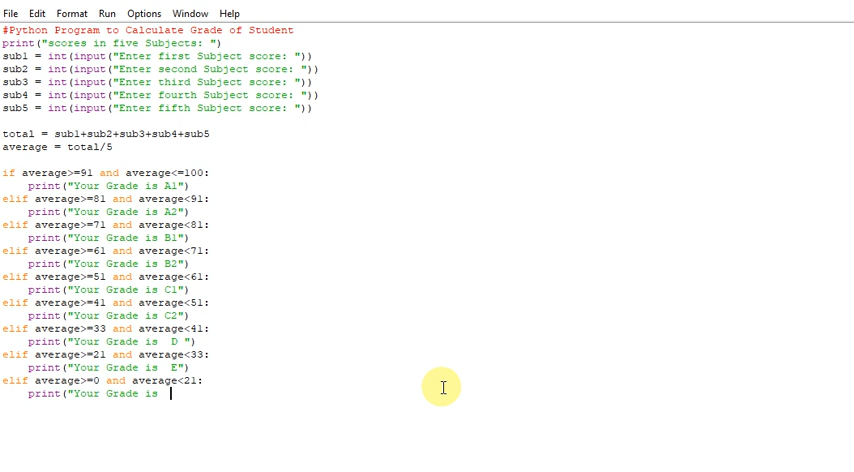 File Edit Format Run Options Window Help
#Python Program to Calculate Grade of Student
print("scores in five Subjects: ")
sub1 = int(input("Enter first Subject score: "))
sub2 = int(input("Enter second Subject score: "))
sub3 = int(input("Enter third Subject score: "))
sub4 = int(input("Enter fourth Subject score: "))
sub5 = int(input("Enter fifth Subject score: "))

total = sub1+sub2+sub3+sub4+sub5
average = total/5

if average>=91 and average<=100:
    print("Your Grade is A1")
elif average>=81 and average<91:
    print("Your Grade is A2")
elif average>=71 and average<81:
    print("Your Grade is B1")
elif average>=61 and average<71:
    print("Your Grade is B2")
elif average>=51 and average<61:
    print("Your Grade is C1")
elif average>=41 and average<51:
    print("Your Grade is C2")
elif average>=33 and average<41:
    print("Your Grade is  D ")
elif average>=21 and average<33:
    print("Your Grade is  E")
elif average>=0 and average<21:
    print("Your Grade is